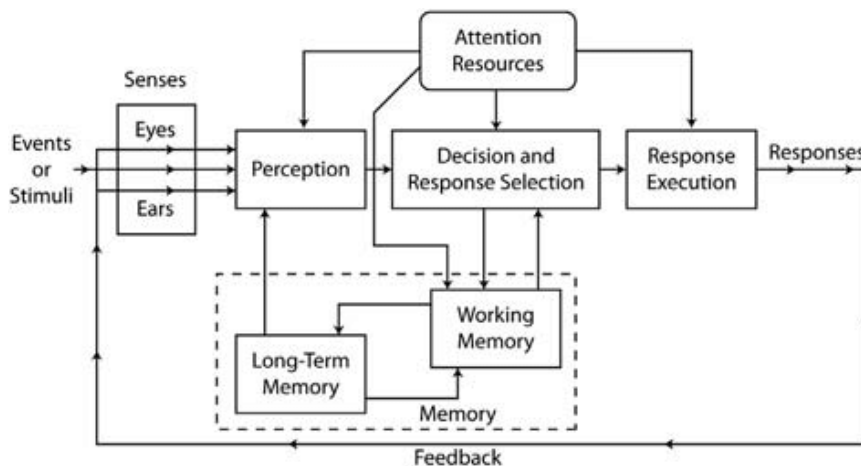 Attention
Resources
Senses
Eyes
Events
or
Stimuli
Ears
Perception
Decision and
Response Selection
Response
Execution
Responses
Working
Memory
Long-Term
Memory
Memory
Feedback